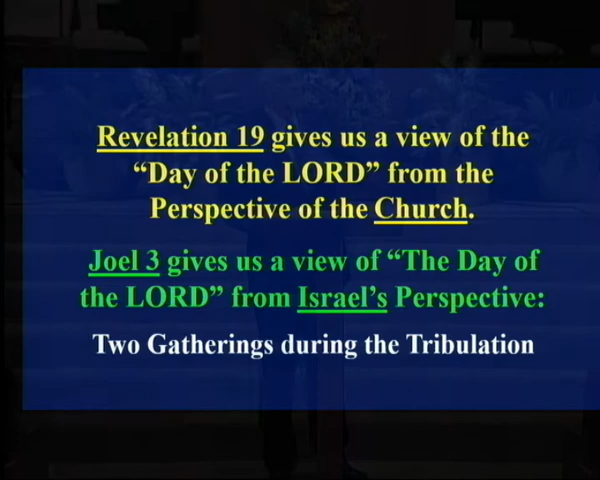 Revelation 19 gives us a view of the
“Day of the LORD” from the
Perspective of the Church.
Joel 3 gives us a view of “The Day of
the LORD” from Israel’s Perspective:
Two Gatherings during the Tribulation